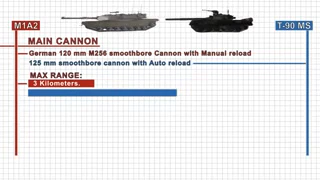 M1A2
T-90 MS
MAIN CANNON
German 120 mm M256 smoothbore Cannon with Manual reload
125 mm smoothbore cannon with Auto reload
MAX RANGE:
3 Kilometers.